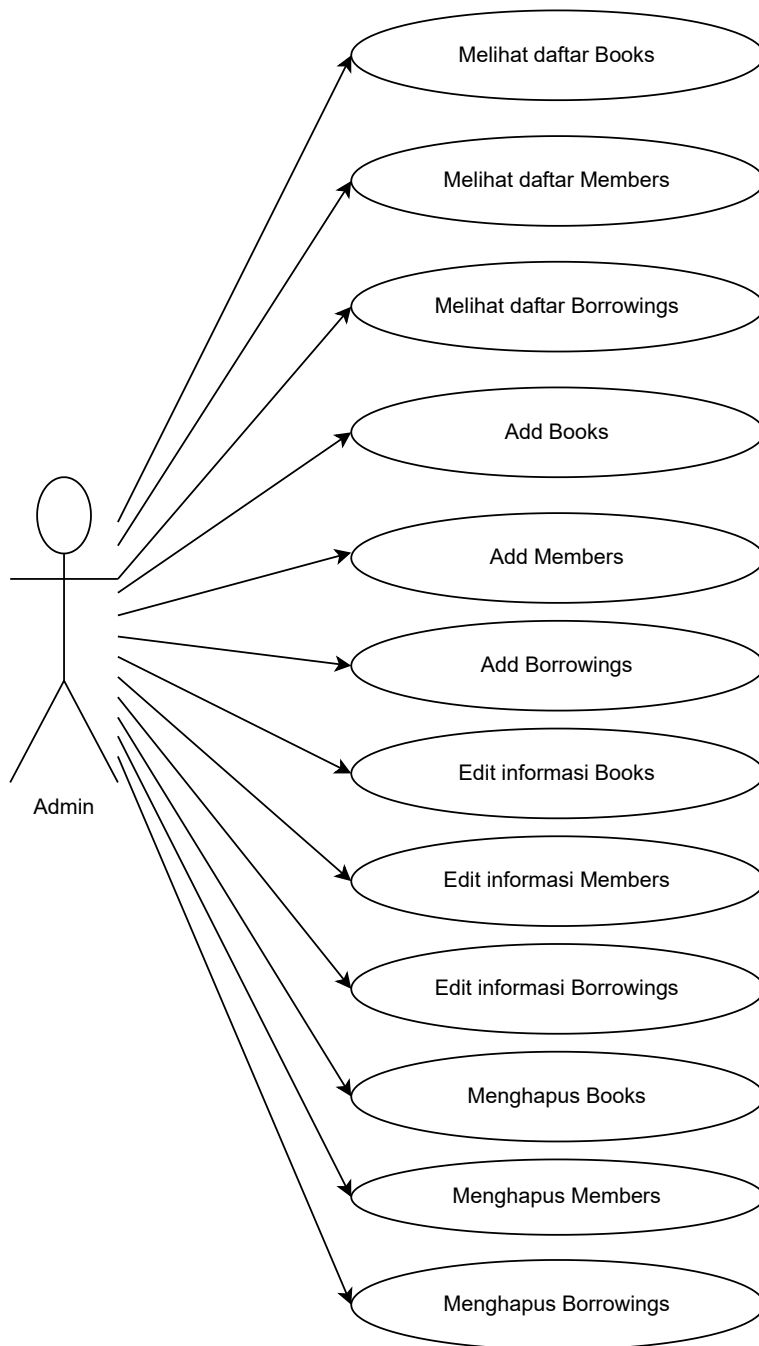 Melihat daftar Books
Melihat daftar Members
Melihat daftar Borrowings
Add Books
Add Members
Add Borrowings
Edit informasi Books
Admin
Edit informasi Members
Edit informasi Borrowings
Menghapus Books
Menghapus Members
Menghapus Borrowings